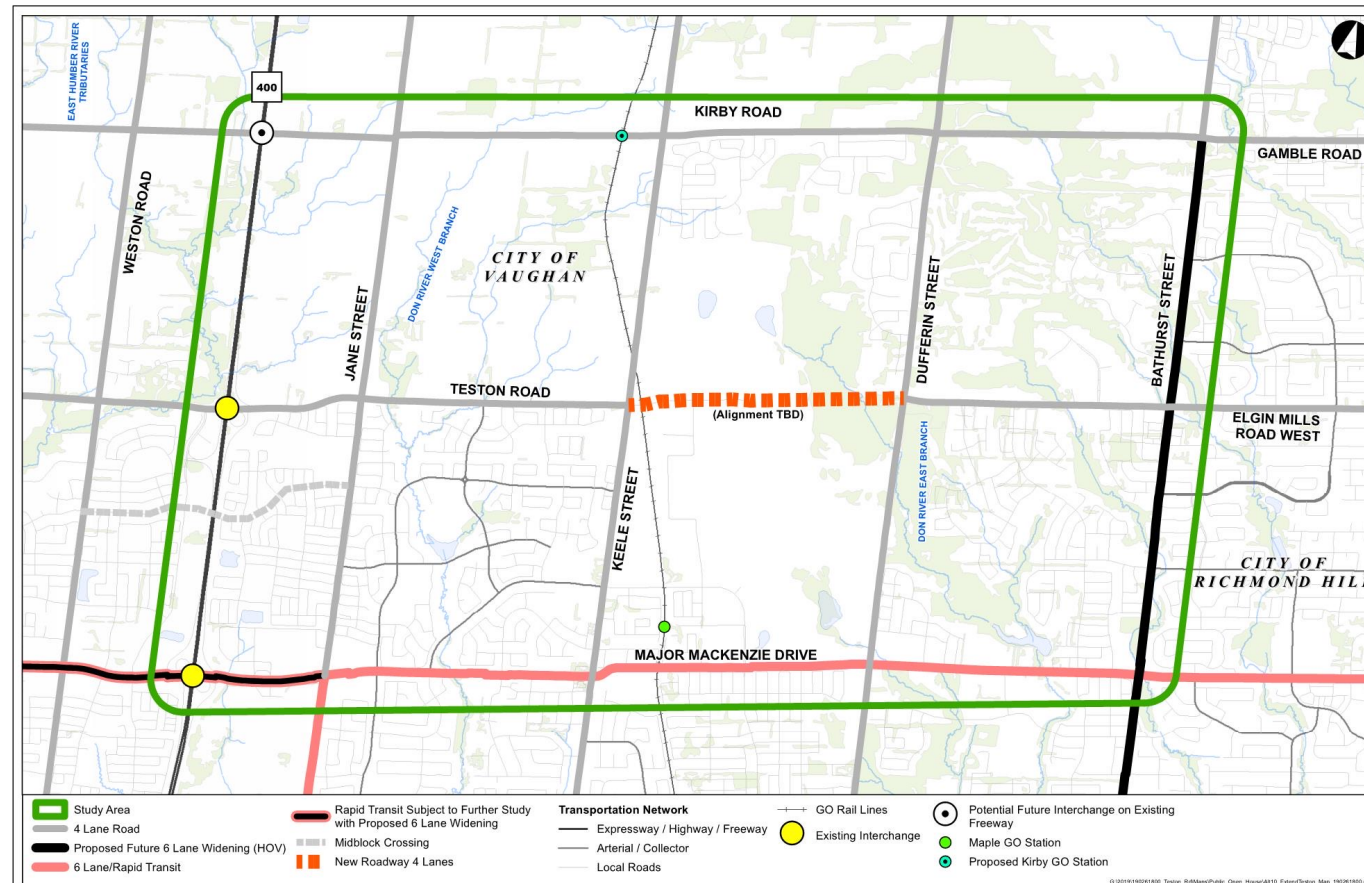 EAST HUMBER RIVER
TRIBUTARIES
400
KIRBY ROAD
GAMBLE ROAD
WESTON ROAD
DON RIVER WEST BRANCH
CITY OF
VAUGHAN
JANE STREET
DUFFERIN STREET
BATHURST STREET
TESTON ROAD
(Alignment TBD)
ELGIN MILLS
ROAD WEST
KEELE STREET
DON RIVER EAST BRANCH
CITY OF
RICHMOND HILL
MAJOR MACKENZIE DRIVE
Study Area
4 Lane Road
Proposed Future 6 Lane Widening (HOV)
6 Lane/Rapid Transit
Rapid Transit Subject to Further Study
with Proposed 6 Lane Widening
Midblock Crossing
New Roadway 4 Lanes
Transportation Network
Expressway / Highway / Freeway
Arterial / Collector
Local Roads
GO Rail Lines
Existing Interchange
Potential Future Interchange on Existing
Freeway
Maple GO Station
Proposed Kirby GO Station